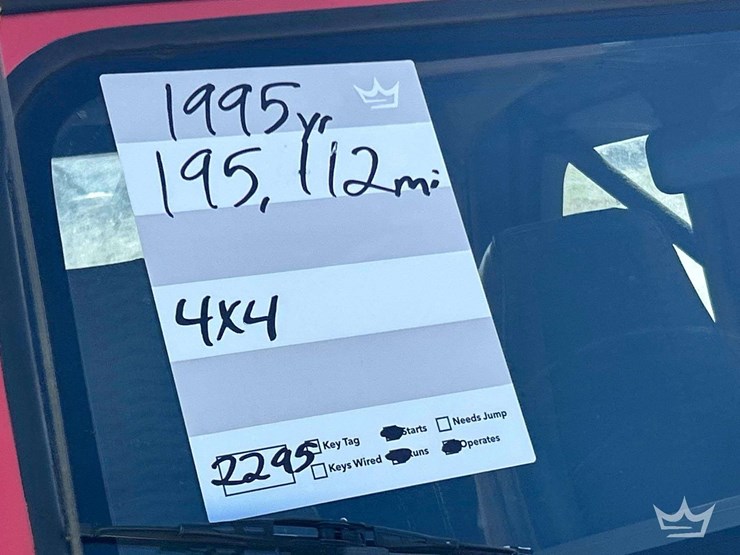 1995 yr
195,112 mi
4X4
2295 Key Tag Starts Needs Jump
Keys Wired Runs Operates